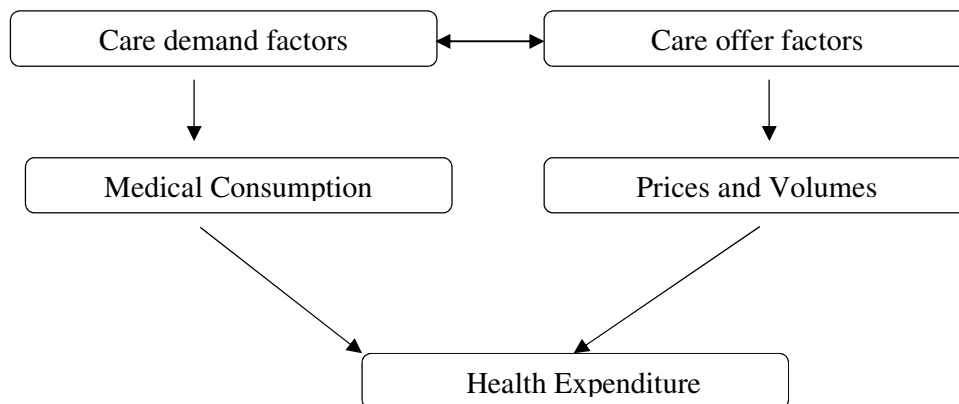 Care demand factors
Care offer factors
Medical Consumption
Prices and Volumes
Health Expenditure